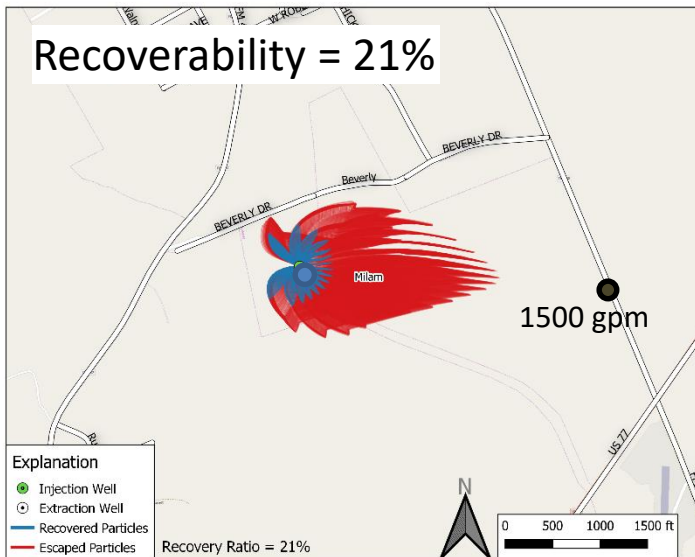 W ROB
Recoverability = 21%
BEVERLY DR
Beverly
BEVERLY DR
Milam
1500 gpm
US 77
Explanation
Injection Well
Extraction Well
Recovered Particles
Escaped Particles
Recovery Ratio = 21%
N
0 500 1000 1500 ft